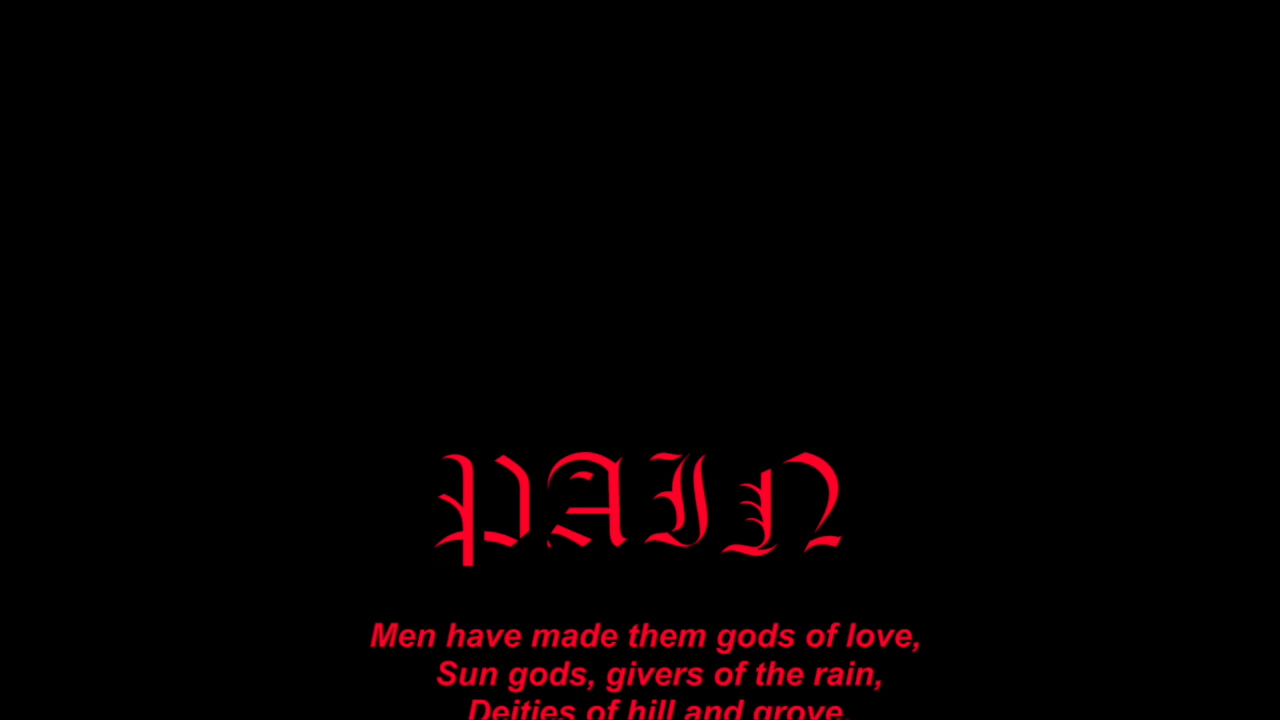 PAIN
Men have made them gods of love,
Sun gods, givers of the rain,
Deities of hill and grove,